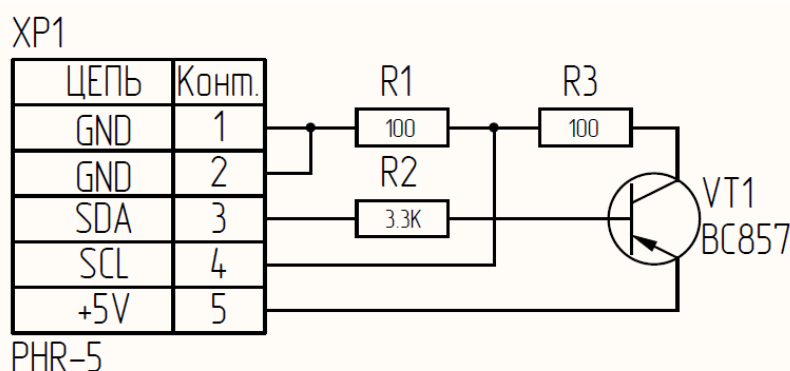 XP1
ЦЕПЬ Конт.
GND 1
GND 2
SDA 3
SCL 4
+5V 5
PHR-5
R1
100
R2
3.3K
R3
100
VT1
BC857